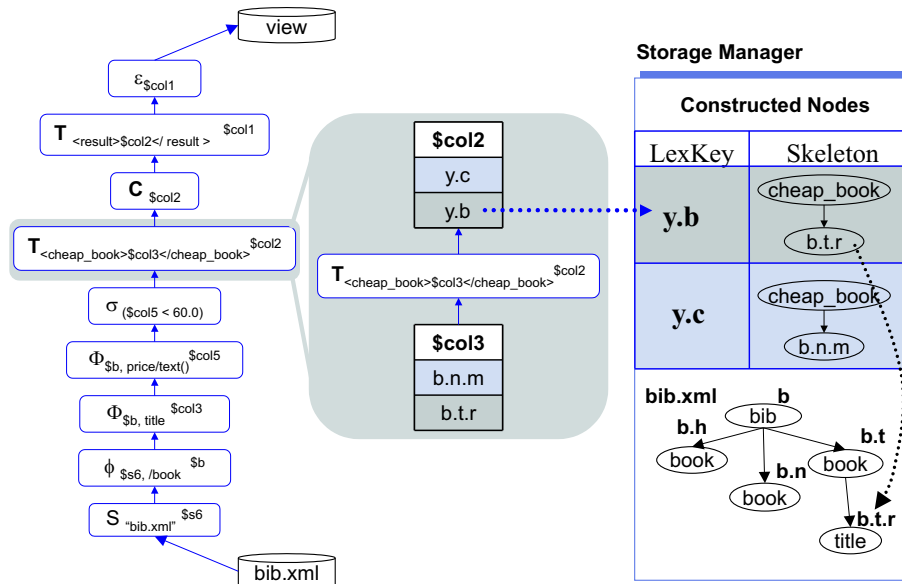 view
ε $col1
T <result>$col2</ result > $col1
C $col2
T <cheap_book>$col3</cheap_book> $col2
σ ($col5 < 60.0)
Φ $b, price/text() $col5
Φ $b, title $col3
ϕ $s6, /book $b
S "bib.xml" $s6
bib.xml
$col2
y.c
y.b
T <cheap_book>$col3</cheap_book> $col2
$col3
b.n.m
b.t.r
Storage Manager
Constructed Nodes
LexKey Skeleton
y.b
cheap_book
b.t.r
y.c
cheap_book
b.n.m
bib.xml
b
bib
b.h
book
b.n
book
b.t
book
b.t.r
title